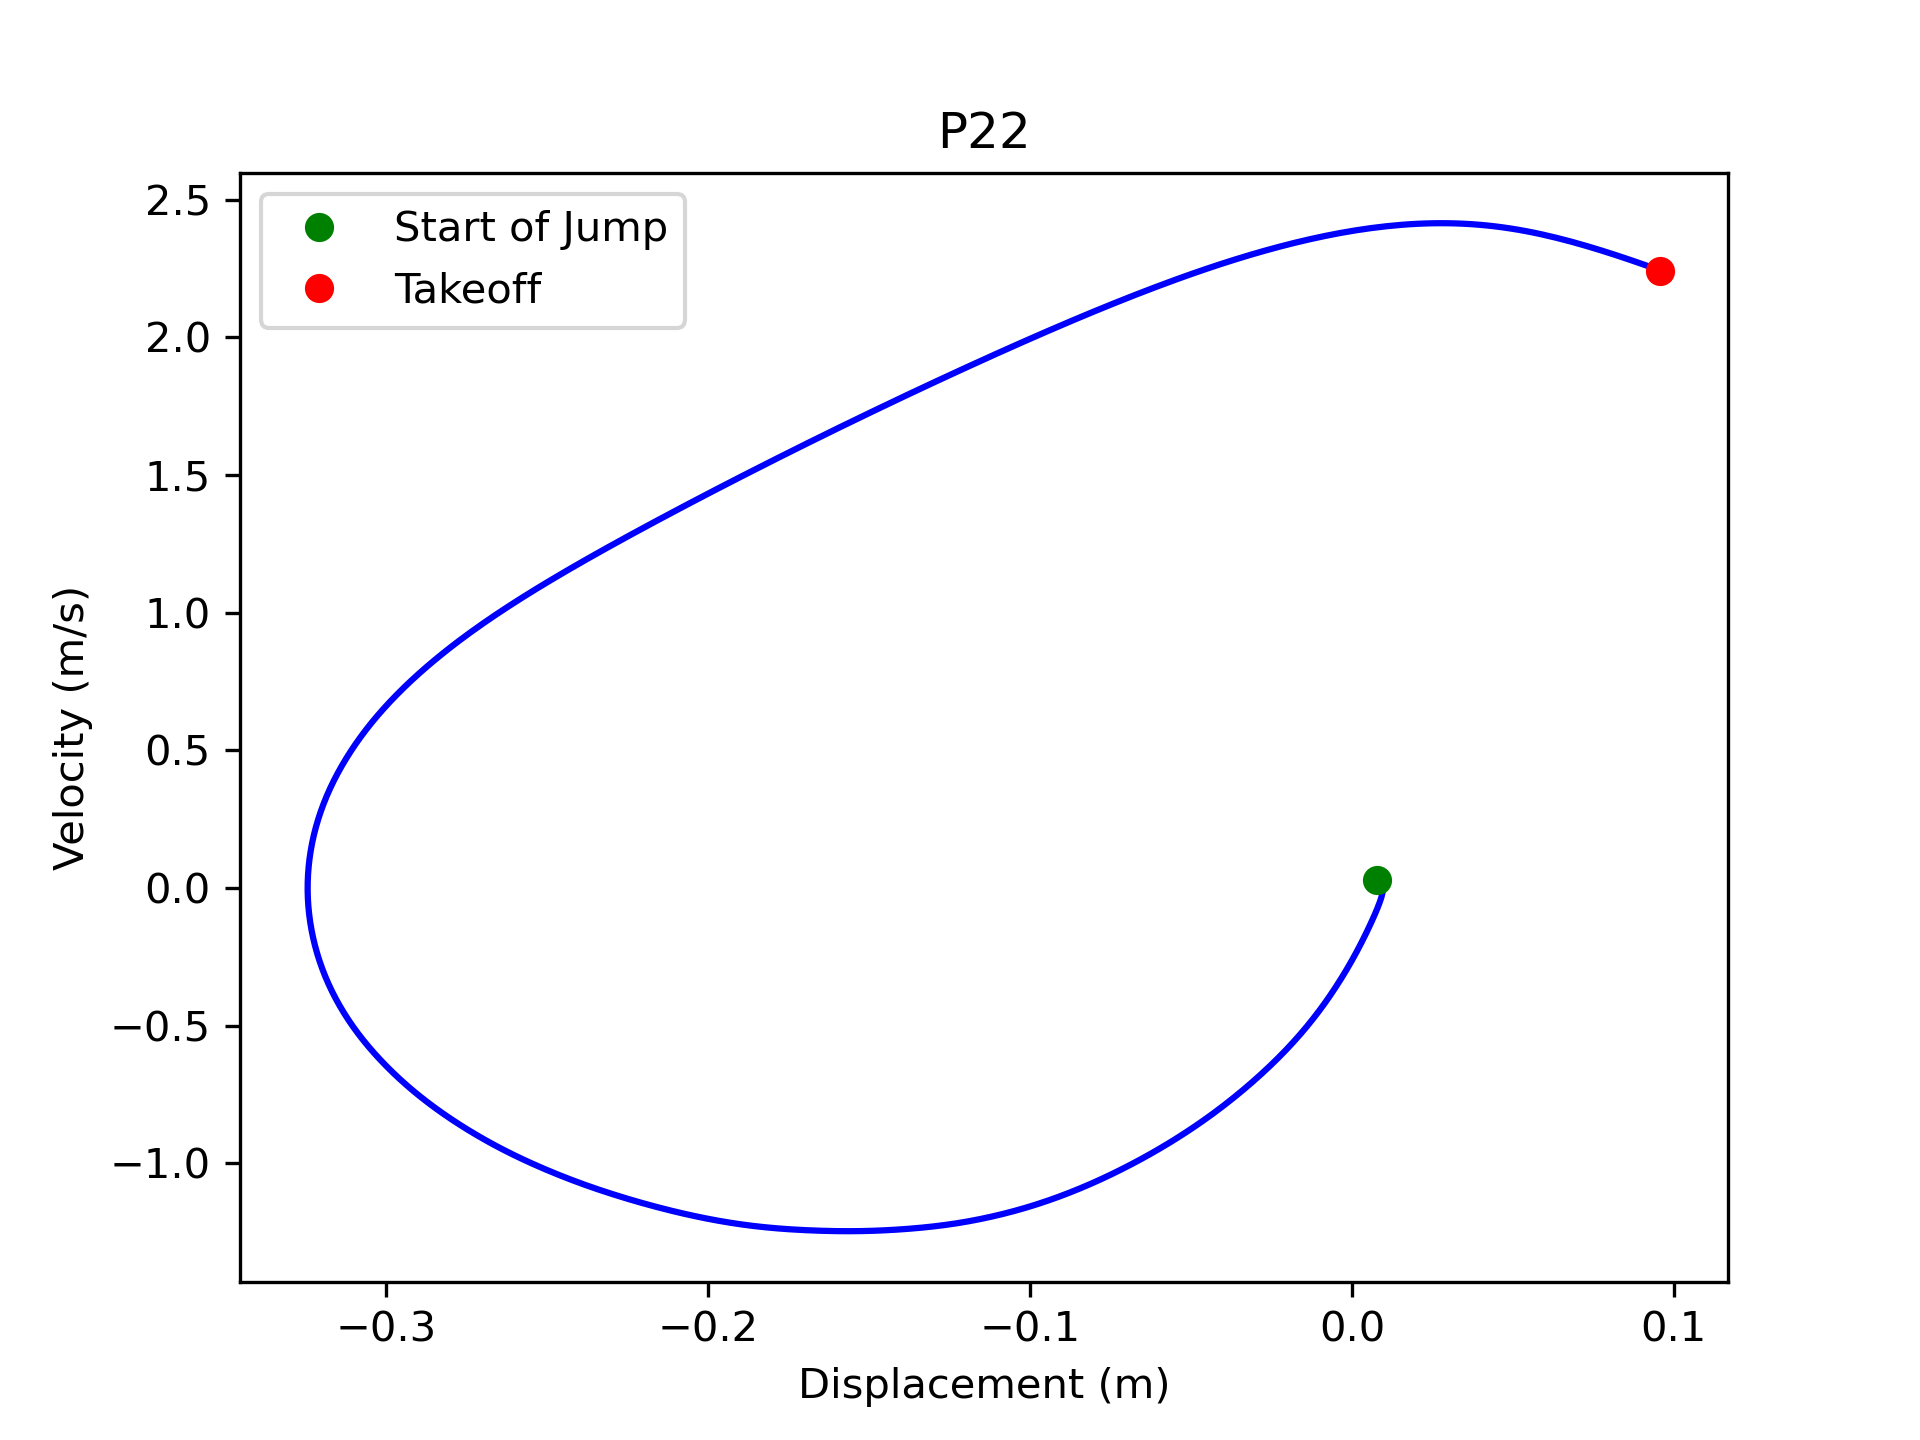 P22
2.5
2.0
1.5
1.0
0.5
0.0
−0.5
−1.0
Velocity (m/s)
Start of Jump
Takeoff
−0.3 −0.2 −0.1 0.0 0.1
Displacement (m)